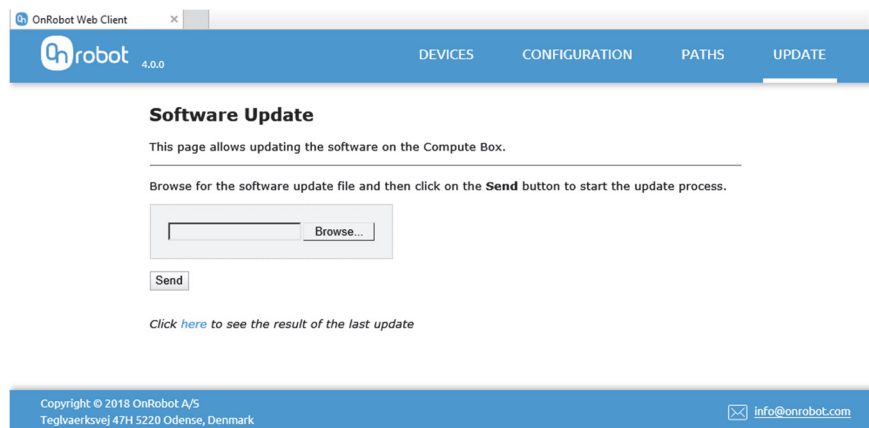 OnRobot Web Client
On robot 4.0.0 DEVICES CONFIGURATION PATHS UPDATE
Software Update
This page allows updating the software on the Compute Box.
Browse for the software update file and then click on the Send button to start the update process.
Browse...
Send
Click here to see the result of the last update
Copyright © 2018 OnRobot A/S
Teglvaerksvej 47H 5220 Odense, Denmark
info@onrobot.com